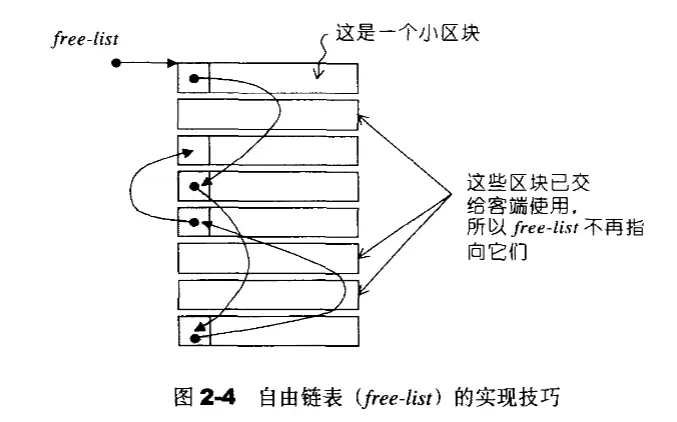 free-list
这是一个小区块
这些区块已交
给客端使用,
所以 free-list 不再指
向它们
图 2-4 自由链表(free-list)的实现技巧